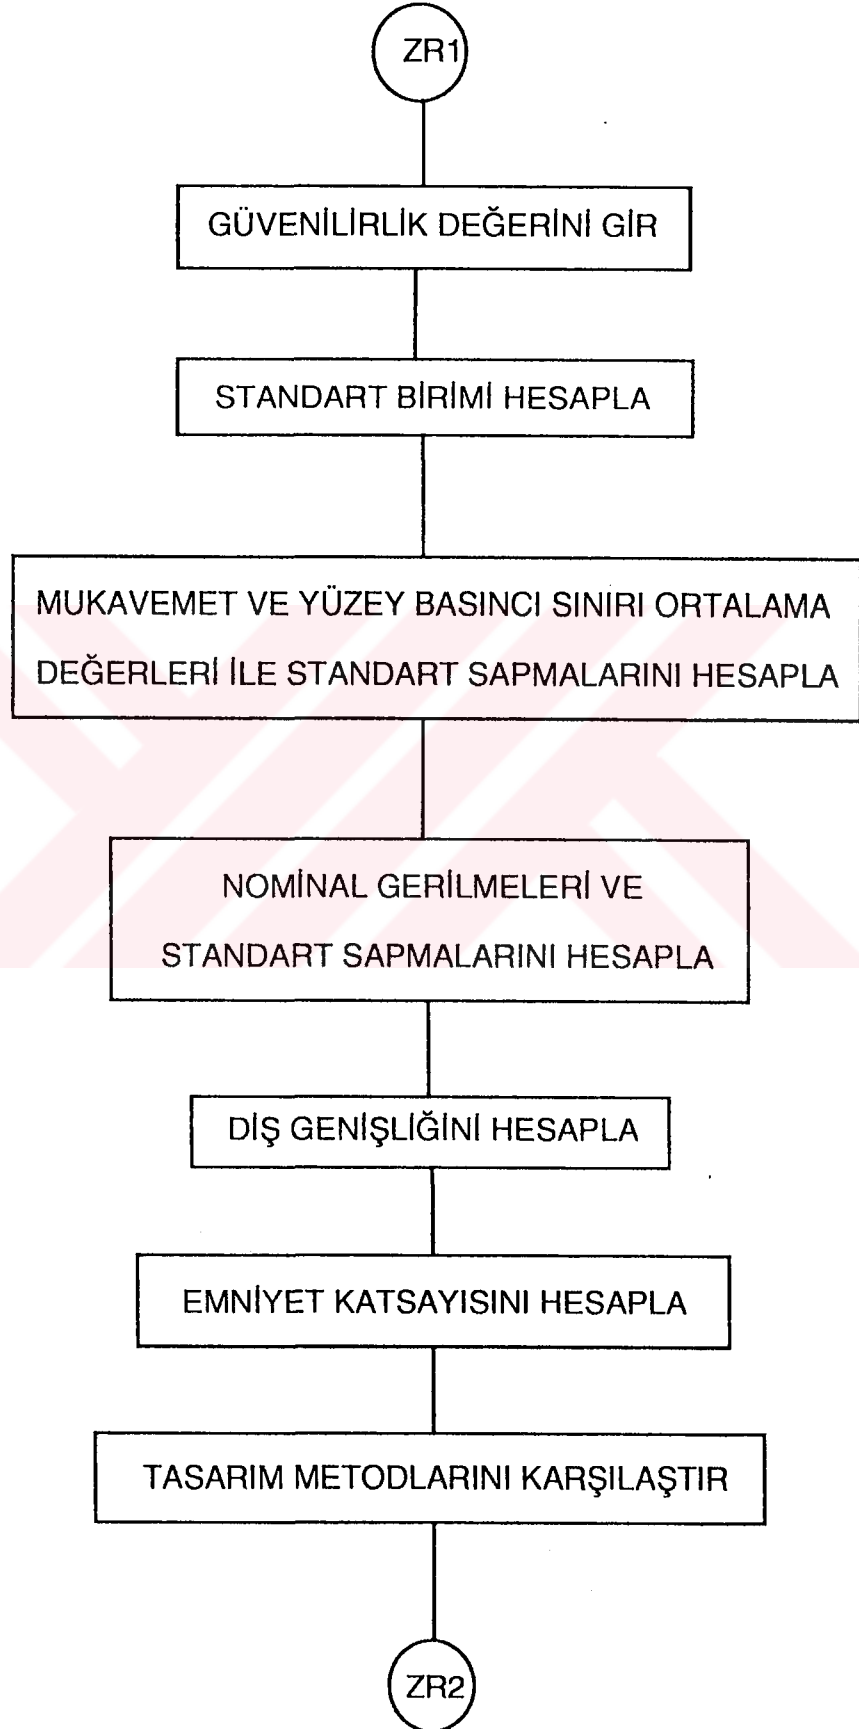 ZR1
GÜVENİLİRLİK DEĞERİNİ GİR
STANDART BİRİMİ HESAPLA
MUKAVEMET VE YÜZEY BASINCI SINIRI ORTALAMA
DEĞERLERİ İLE STANDART SAPMALARINI HESAPLA
NOMİNAL GERİLMELERİ VE
STANDART SAPMALARINI HESAPLA
DİŞ GENİŞLİĞİNİ HESAPLA
EMNİYET KATSAYISINI HESAPLA
TASARIM METODLARINI KARŞILAŞTIR
ZR2